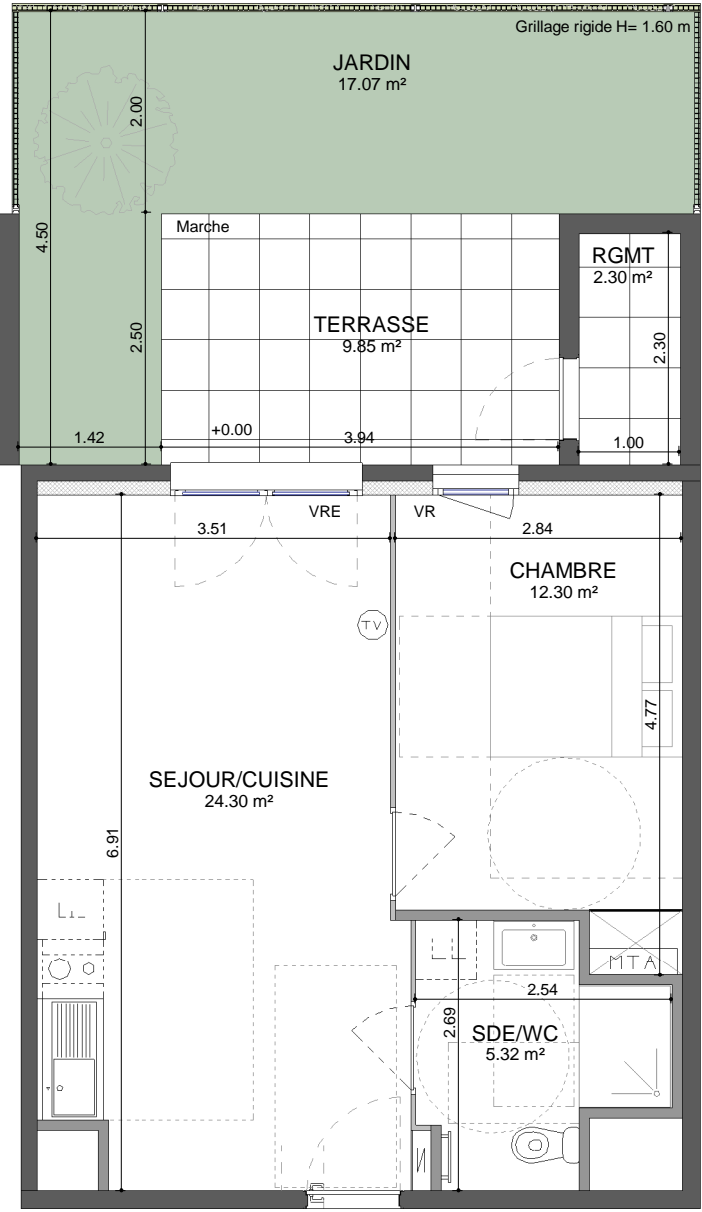 Grillage rigide H= 1.60 m
JARDIN
17.07 m²
2.00
4.50
Marche
RGMT
2.30 m²
TERRASSE
9.85 m²
2.50
2.30
1.42
+0.00
3.94
1.00
VRE
VR
3.51
2.84
CHAMBRE
12.30 m²
TV
4.77
SEJOUR/CUISINE
24.30 m²
6.91
LL
MTA
2.54
2.69
SDE/WC
5.32 m²